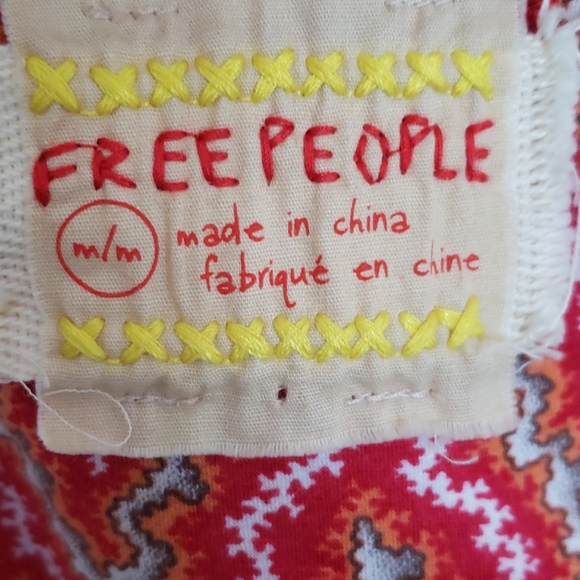 FREE PEOPLE
m/m
made in china
fabriqué en chine